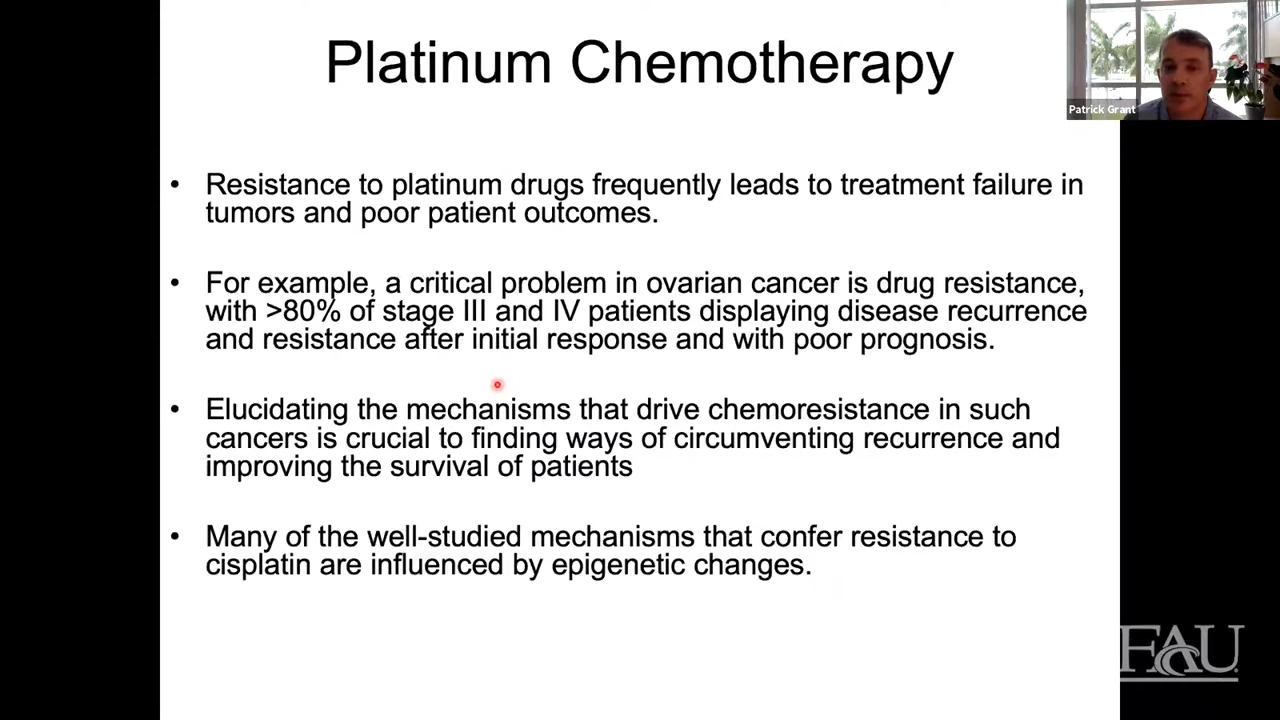 Platinum Chemotherapy
Patrick Grant
• Resistance to platinum drugs frequently leads to treatment failure in
tumors and poor patient outcomes.
• For example, a critical problem in ovarian cancer is drug resistance,
with >80% of stage III and IV patients displaying disease recurrence
and resistance after initial response and with poor prognosis.
• Elucidating the mechanisms that drive chemoresistance in such
cancers is crucial to finding ways of circumventing recurrence and
improving the survival of patients
• Many of the well-studied mechanisms that confer resistance to
cisplatin are influenced by epigenetic changes.
FAU